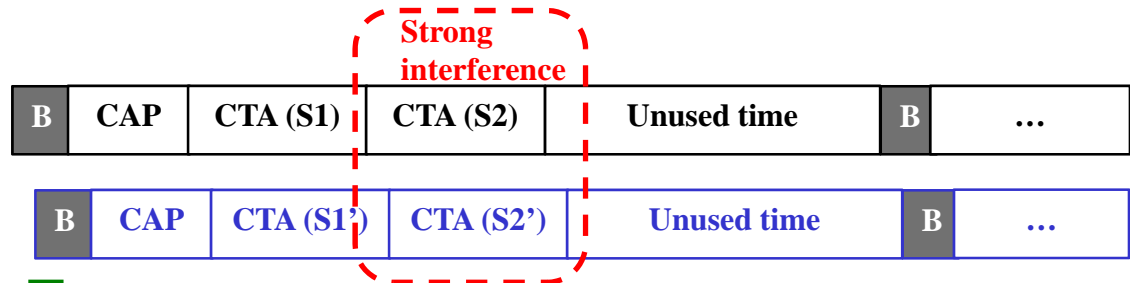 Strong
interference
B CAP CTA (S1) CTA (S2) Unused time B …
B CAP CTA (S1’) CTA (S2’) Unused time B …